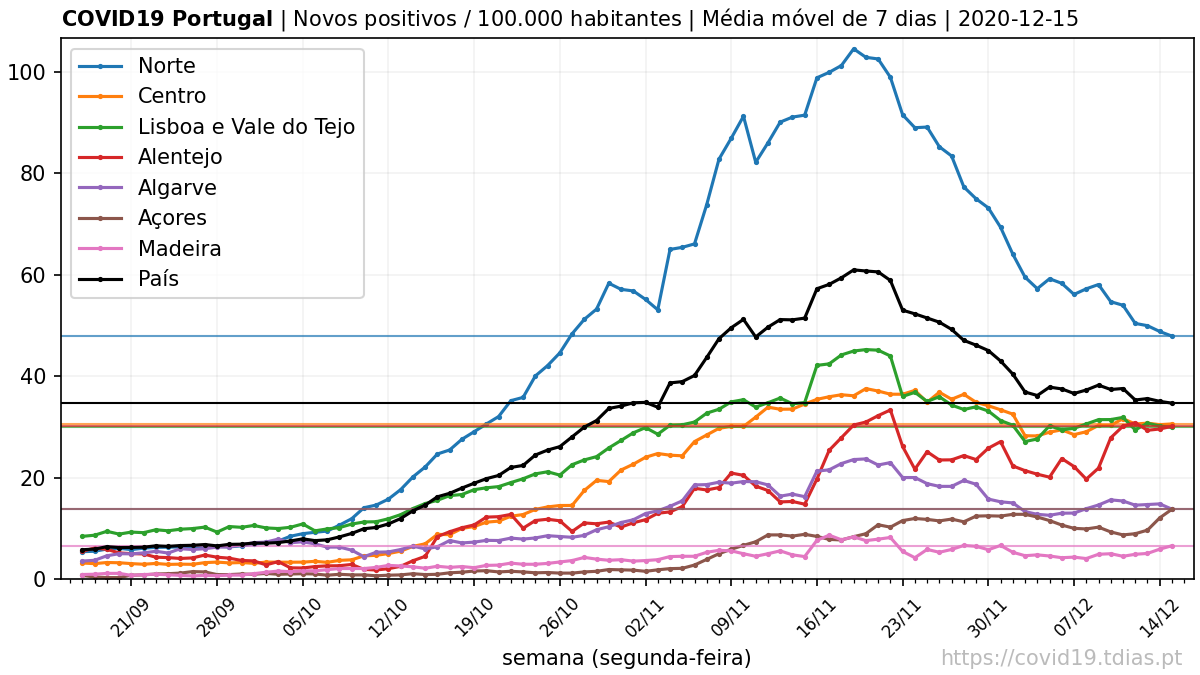 COVID19 Portugal | Novos positivos / 100.000 habitantes | Média móvel de 7 dias | 2020-12-15
100
80
60
40
20
0
Norte
Centro
Lisboa e Vale do Tejo
Alentejo
Algarve
Açores
Madeira
País
21/09 28/09 05/10 12/10 19/10 26/10 02/11 09/11 16/11 23/11 30/11 07/12 14/12
semana (segunda-feira)
https://covid19.tdias.pt